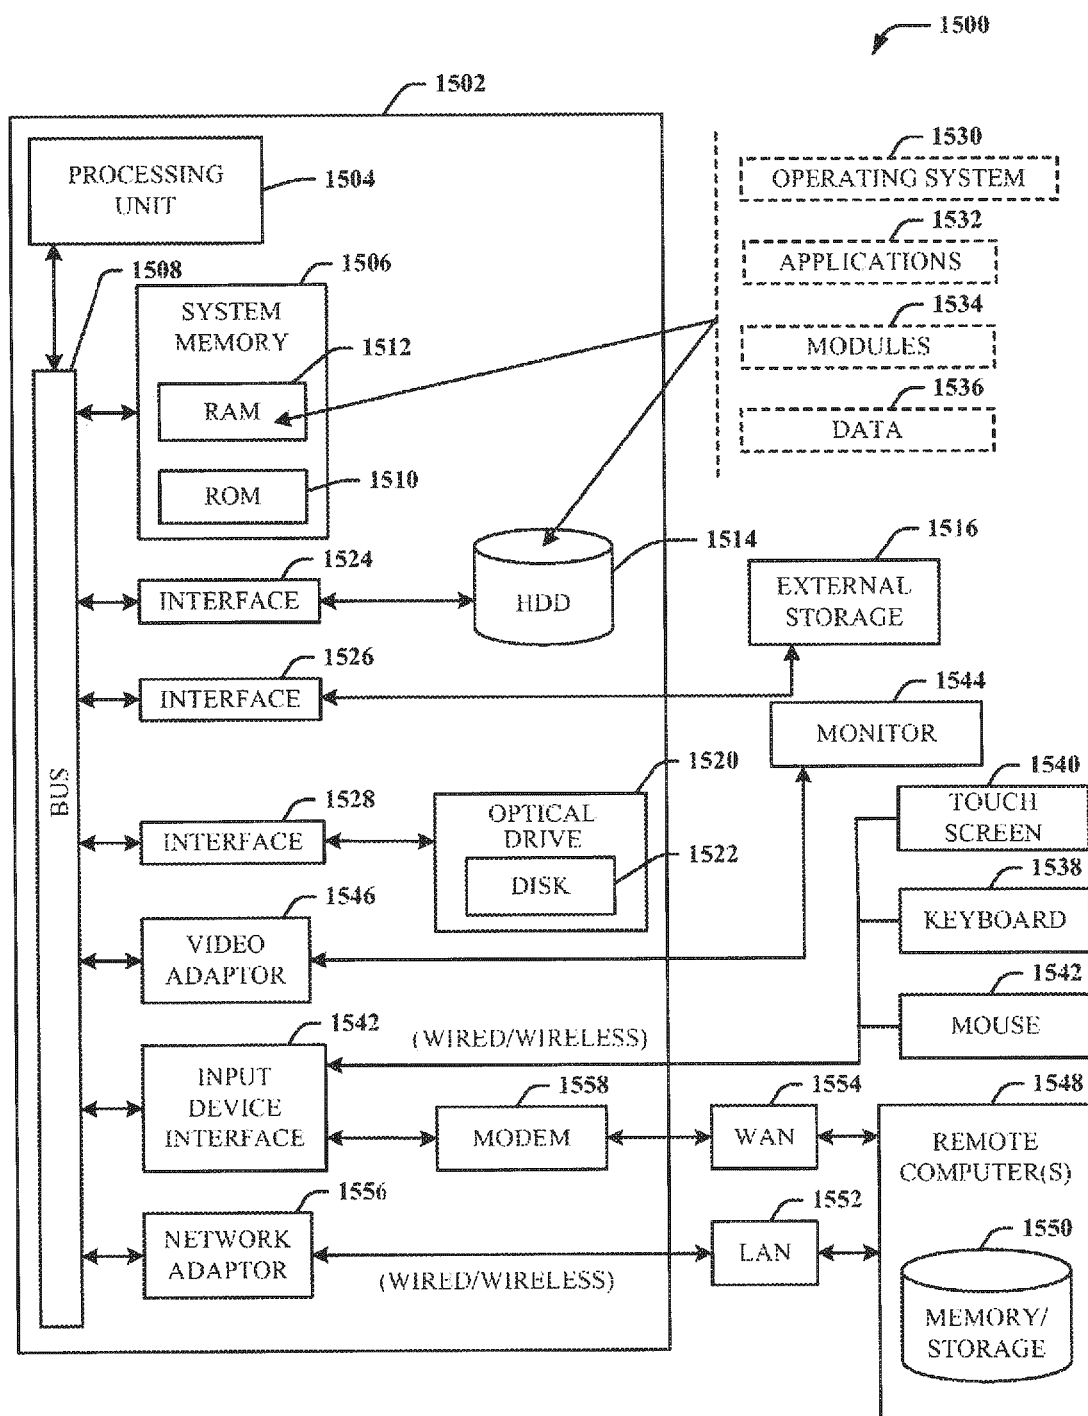 1500
1502
PROCESSING
UNIT
1504
1530
OPERATING SYSTEM
1532
APPLICATIONS
1534
MODULES
1536
DATA
1508
1506
SYSTEM
MEMORY
1512
RAM
1510
ROM
1524
INTERFACE
1514
HDD
1516
EXTERNAL
STORAGE
1526
INTERFACE
1544
MONITOR
BUS
1528
INTERFACE
1520
OPTICAL
DRIVE
1522
DISK
1540
TOUCH
SCREEN
1538
KEYBOARD
1546
VIDEO
ADAPTOR
1542
MOUSE
1542
INPUT
DEVICE
INTERFACE
(WIRED/WIRELESS)
1558
MODEM
1554
WAN
1548
REMOTE
COMPUTER(S)
1556
NETWORK
ADAPTOR
(WIRED/WIRELESS)
1552
LAN
1550
MEMORY/
STORAGE